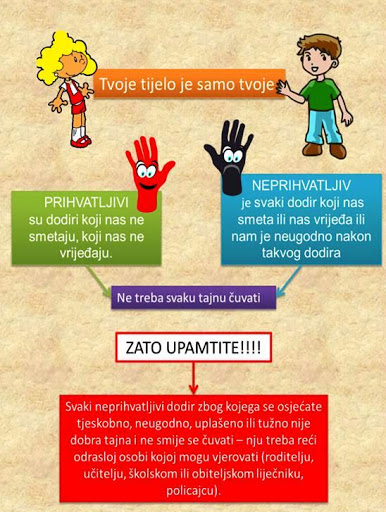 Tvoje tijelo je samo tvoje
PRIHVATLJIVI
su dodiri koji nas ne
smetaju, koji nas ne
vrijeđaju.
NEPRIHVATLJIV
je svaki dodir koji nas
smeta ili nas vrijeđa ili
nam je neugodno nakon
takvog dodira
Ne treba svaku tajnu čuvati
ZATO UPAMTITE!!!!
Svaki neprihvatljivi dodir zbog kojega se osjećate
tjeskobno, neugodno, uplašeno ili tužno nije
dobra tajna i ne smije se čuvati – nju treba reći
odrasloj osobi kojoj mogu vjerovati (roditelju,
učitelju, školskom ili obiteljskom liječniku,
policajcu).